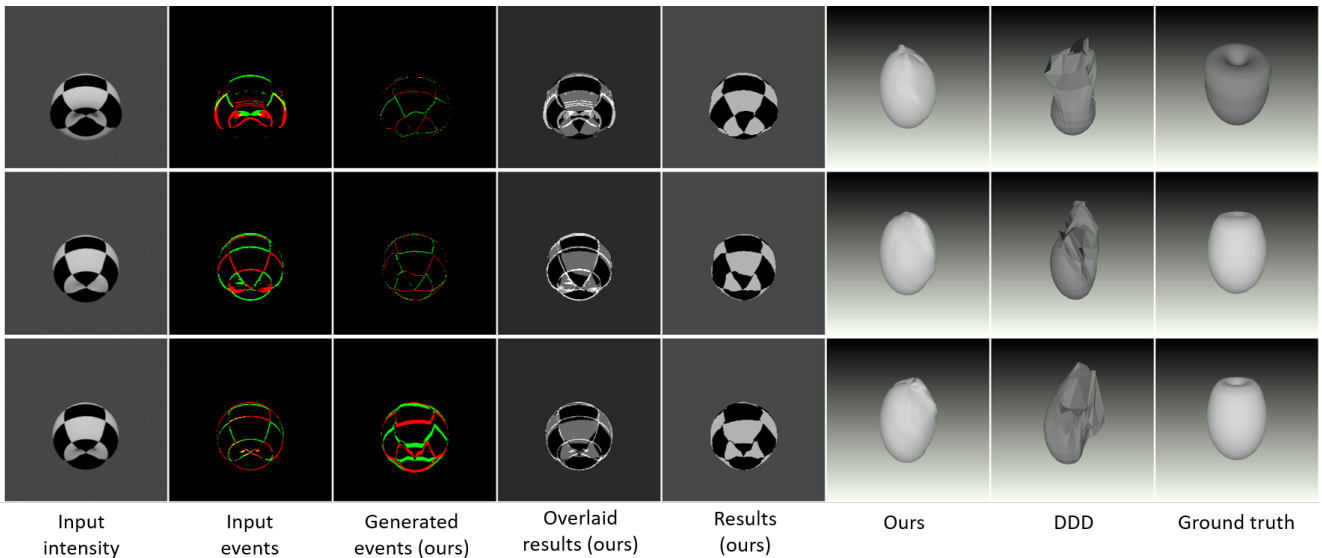 Input
intensity
Input
events
Generated
events (ours)
Overlaid
results (ours)
Results
(ours)
Ours
DDD
Ground truth